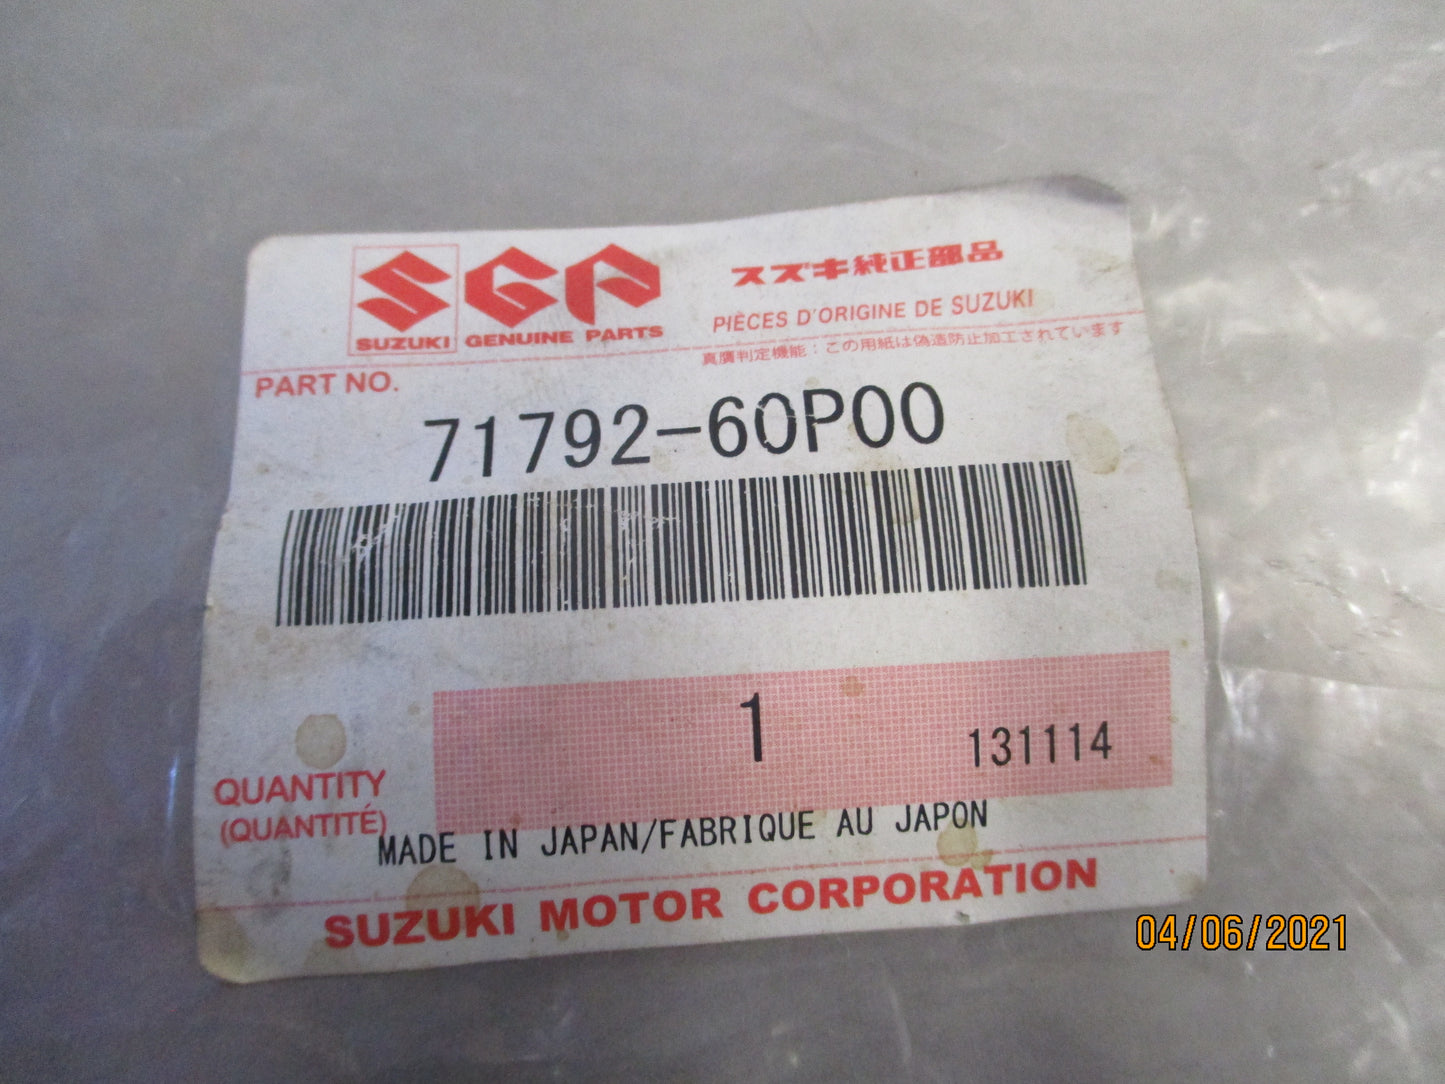 SGP
SUZUKI GENUINE PARTS
スズキ純正部品
PIÈCES D'ORIGINE DE SUZUKI
真贋判定機能：この用紙は偽造防止加工されています
PART NO.
71792-60P00
1
131114
QUANTITY
(QUANTITÉ)
MADE IN JAPAN/FABRIQUE AU JAPON
SUZUKI MOTOR CORPORATION
04/06/2021